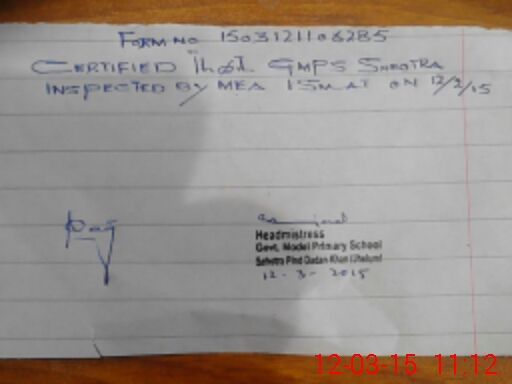 FORM NO 1503121106285
CERTIFIED That GMPS SHEOTRA
INSPECTED BY MEA ISMAT ON 12/2/15
Headmistress
Govt. Model Primary School
Pind Dadan Khan (Jhelum)
12-3-2015
12-03-15 11:12